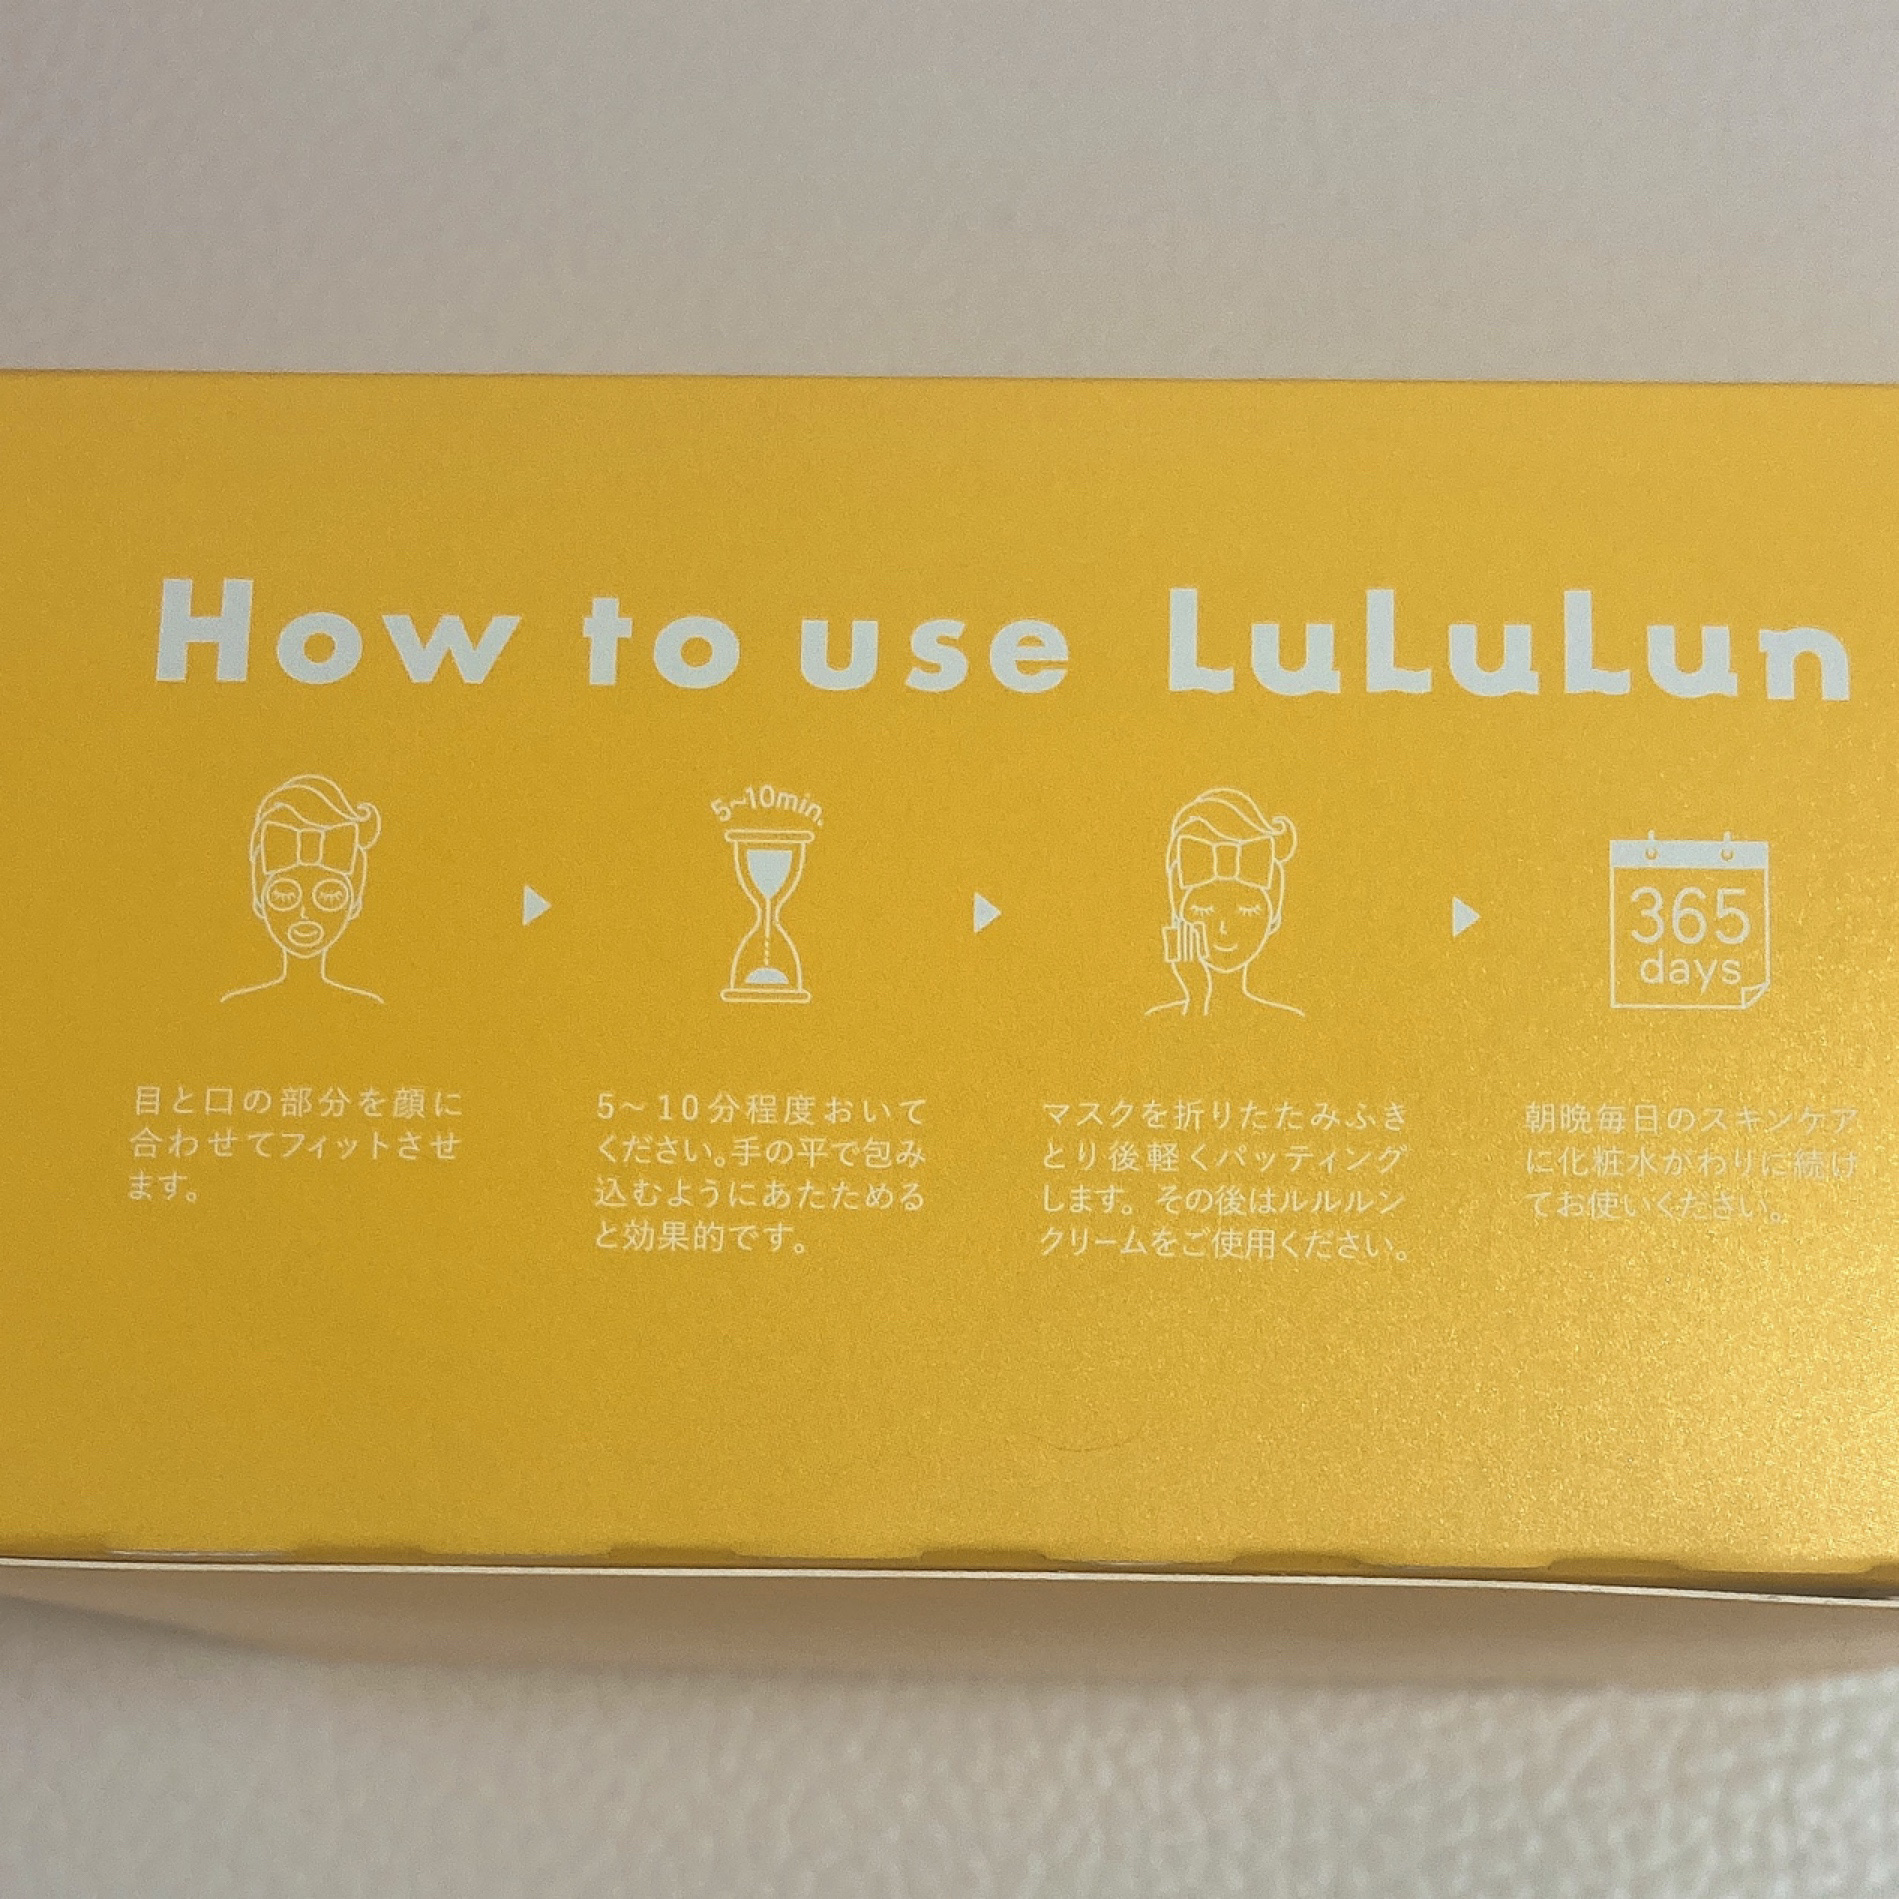 How to use LuLuLun
5~10min.
365
days
目と口の部分を顔に
合わせてフィットさせ
ます。
5~10分程度おいて
ください。手の平で包み
込むようにあたためる
と効果的です。
マスクを折りたたみふき
とり後軽くパッティング
します。その後はルルルン
クリームをご使用ください。
朝晩毎日のスキンケア
に化粧水がわりに続け
てお使いください。